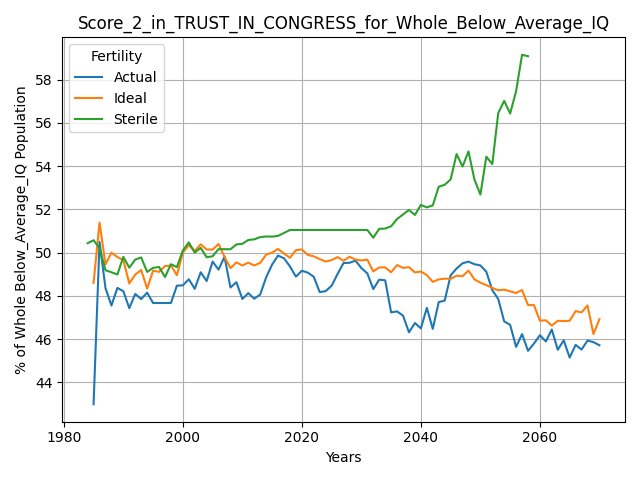 Score_2_in_TRUST_IN_CONGRESS_for_Whole_Below_Average_IQ
Fertility
Actual
Ideal
Sterile
% of Whole Below_Average_IQ Population
58
56
54
52
50
48
46
44
1980
2000
2020
2040
2060
Years